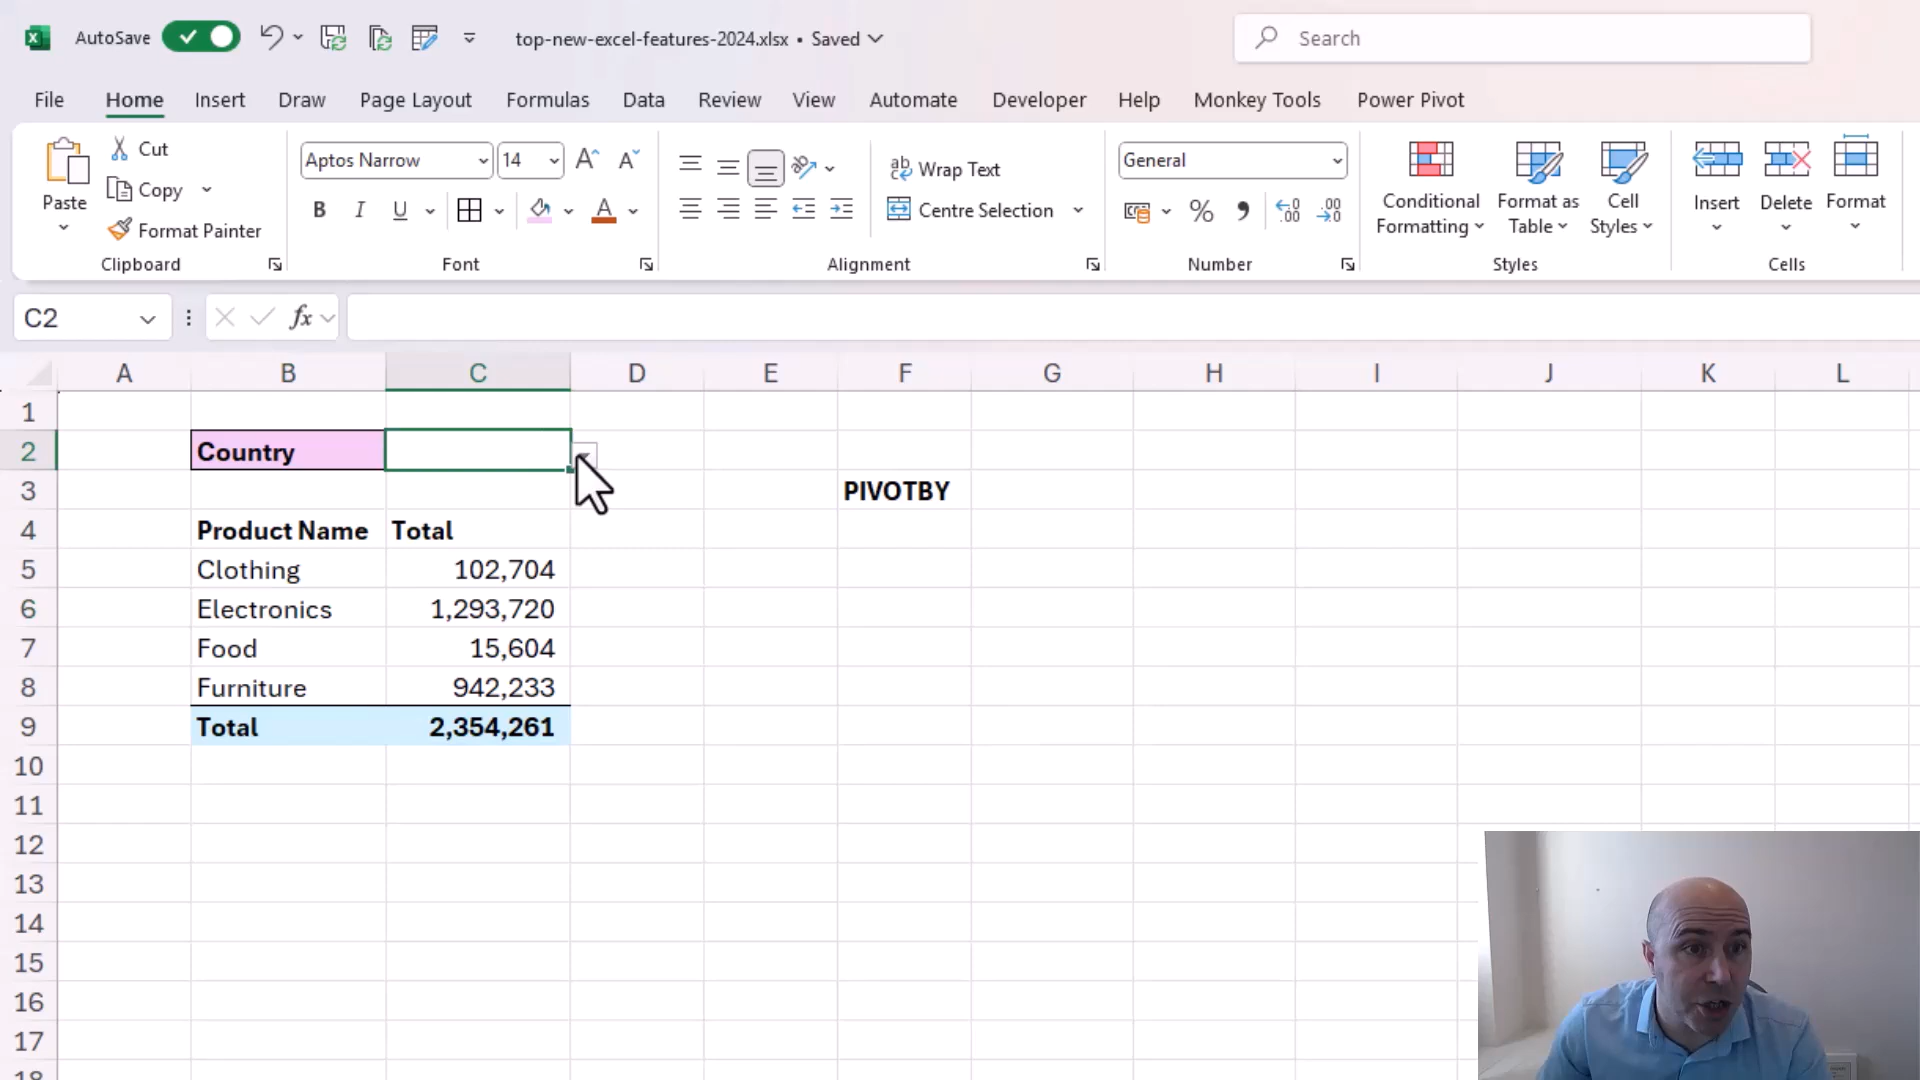 AutoSave top-new-excel-features-2024.xlsx • Saved Search
File Home Insert Draw Page Layout Formulas Data Review View Automate Developer Help Monkey Tools Power Pivot
Paste
Cut
Copy
Format Painter
Clipboard
Aptos Narrow 14
B I U
Font
ab Wrap Text
Centre Selection
Alignment
General
Number
Conditional Formatting
Format as Table
Cell Styles
Styles
Insert Delete Format
Cells
C2 fx
A B C D E F G H I J K L
1
2 Country
3 PIVOTBY
4 Product Name Total
5 Clothing 102,704
6 Electronics 1,293,720
7 Food 15,604
8 Furniture 942,233
9 Total 2,354,261
10
11
12
13
14
15
16
17
18